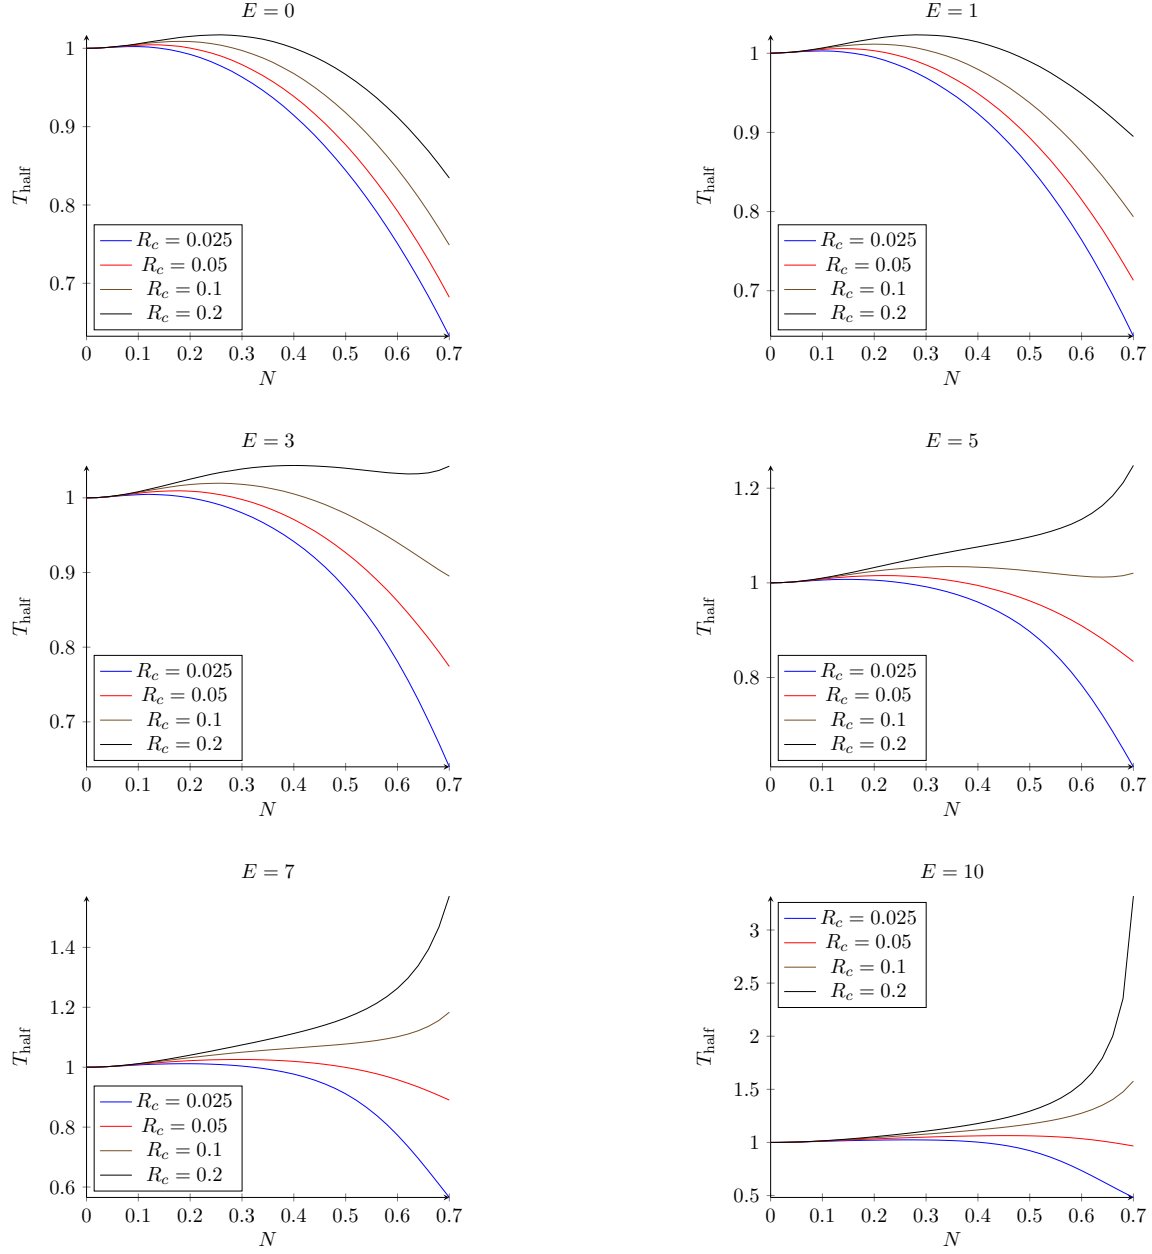 E = 0
T_half
1
0.9
0.8
0.7
R_c = 0.025
R_c = 0.05
R_c = 0.1
R_c = 0.2
0 0.1 0.2 0.3 0.4 0.5 0.6 0.7
N
E = 1
T_half
1
0.9
0.8
0.7
R_c = 0.025
R_c = 0.05
R_c = 0.1
R_c = 0.2
0 0.1 0.2 0.3 0.4 0.5 0.6 0.7
N
E = 3
T_half
1
0.9
0.8
0.7
R_c = 0.025
R_c = 0.05
R_c = 0.1
R_c = 0.2
0 0.1 0.2 0.3 0.4 0.5 0.6 0.7
N
E = 5
T_half
1.2
1
0.8
R_c = 0.025
R_c = 0.05
R_c = 0.1
R_c = 0.2
0 0.1 0.2 0.3 0.4 0.5 0.6 0.7
N
E = 7
T_half
1.4
1.2
1
0.8
0.6
R_c = 0.025
R_c = 0.05
R_c = 0.1
R_c = 0.2
0 0.1 0.2 0.3 0.4 0.5 0.6 0.7
N
E = 10
T_half
3
2.5
2
1.5
1
0.5
R_c = 0.025
R_c = 0.05
R_c = 0.1
R_c = 0.2
0 0.1 0.2 0.3 0.4 0.5 0.6 0.7
N